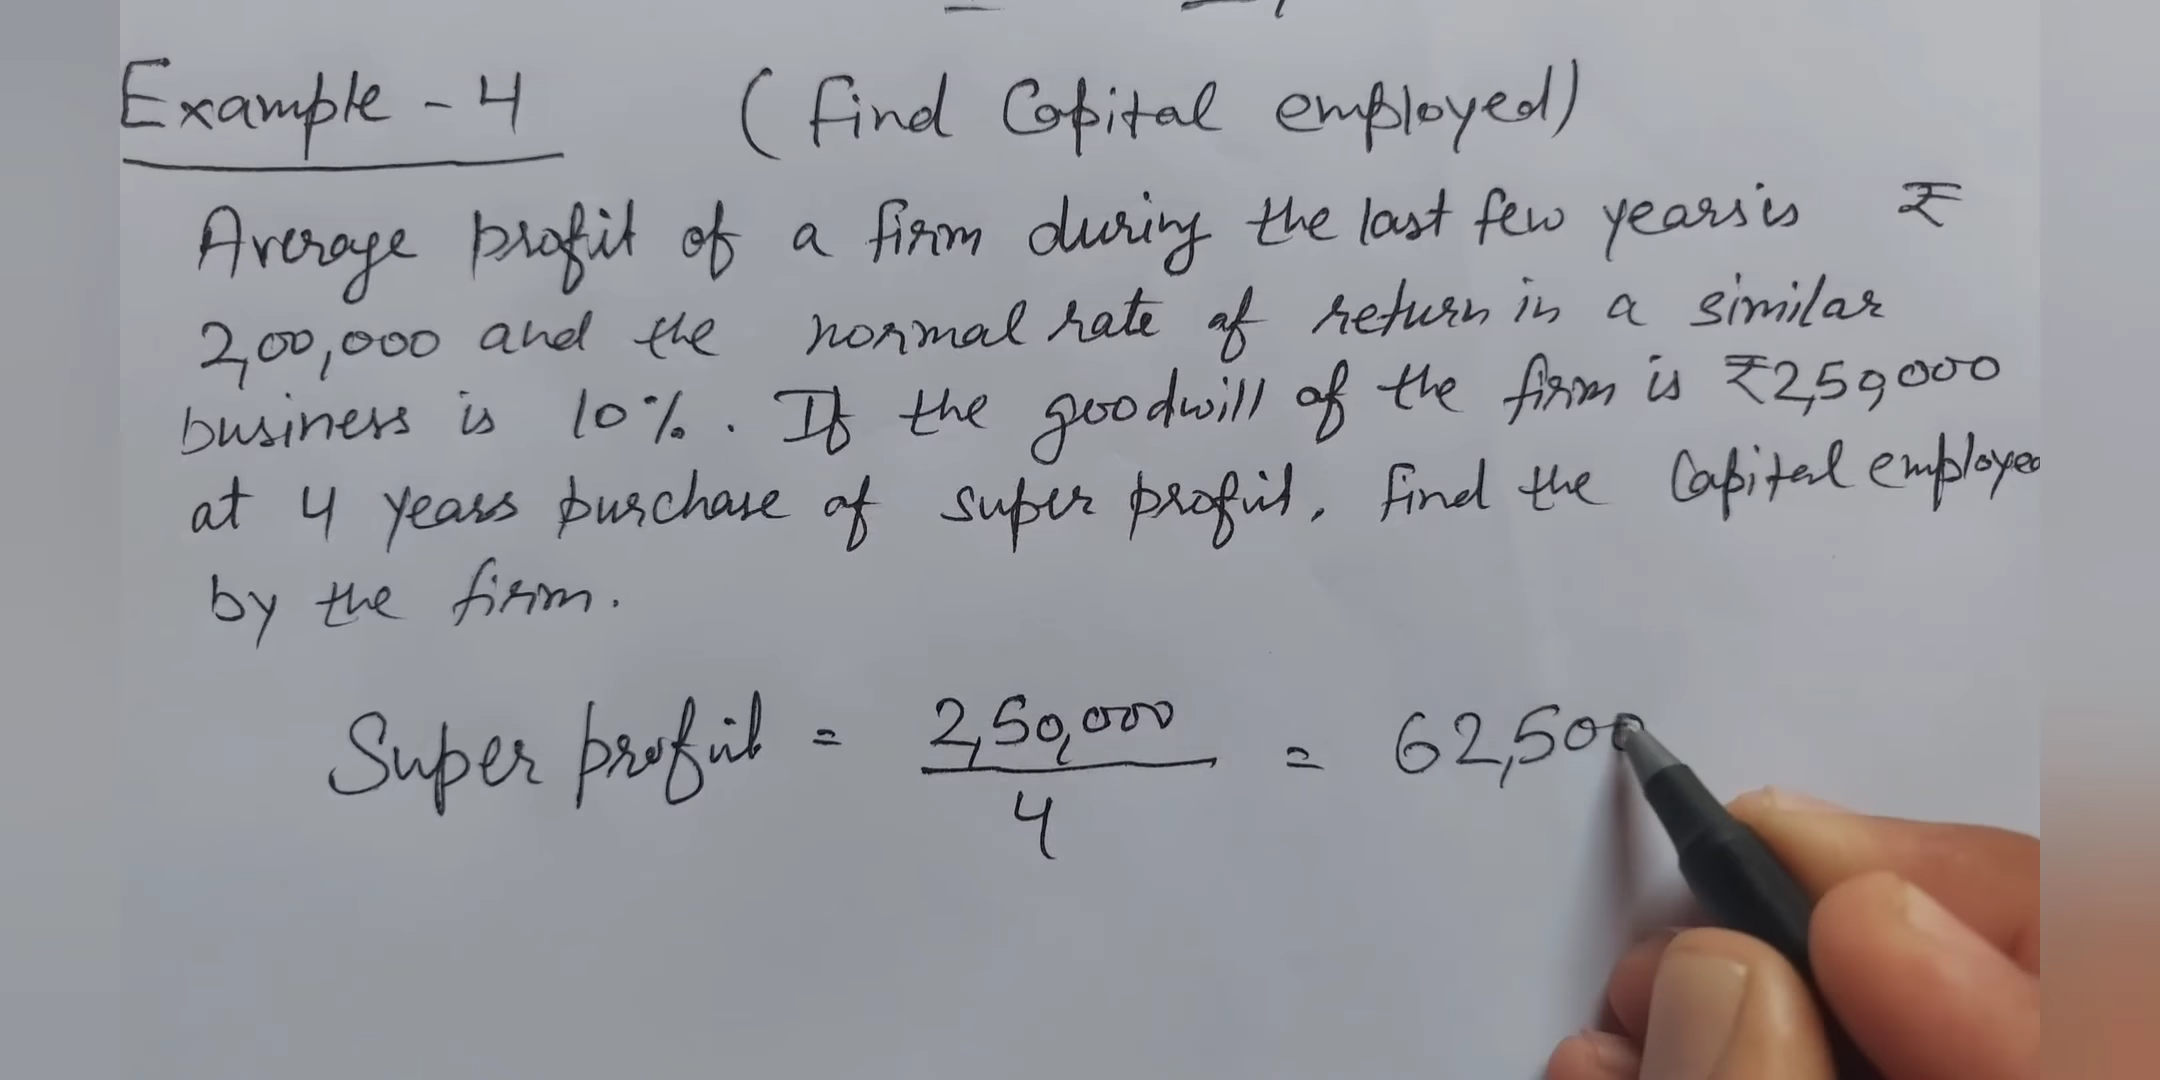 Example - 4 (find Capital employed)
Average profit of a firm during the last few years is ₹
2,00,000 and the normal rate of return in a similar
business is 10%. If the goodwill of the firm is ₹2,50,000
at 4 years purchase of super profit, find the Capital employe
by the firm.
Super profit = 2,50,000 = 62,500
4